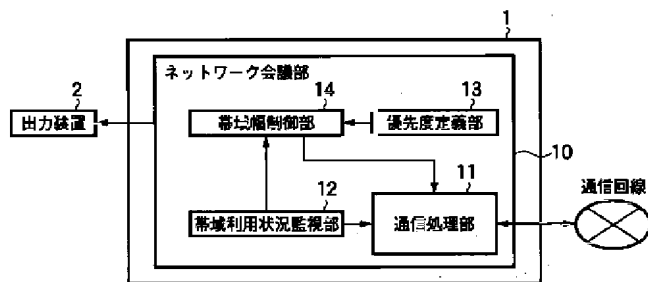 1
ネットワーク会議部
2
14
13
出力装置
帯域幅制御部
優先度定義部
10
11
通信回線
12
帯域利用状況監視部
通信処理部